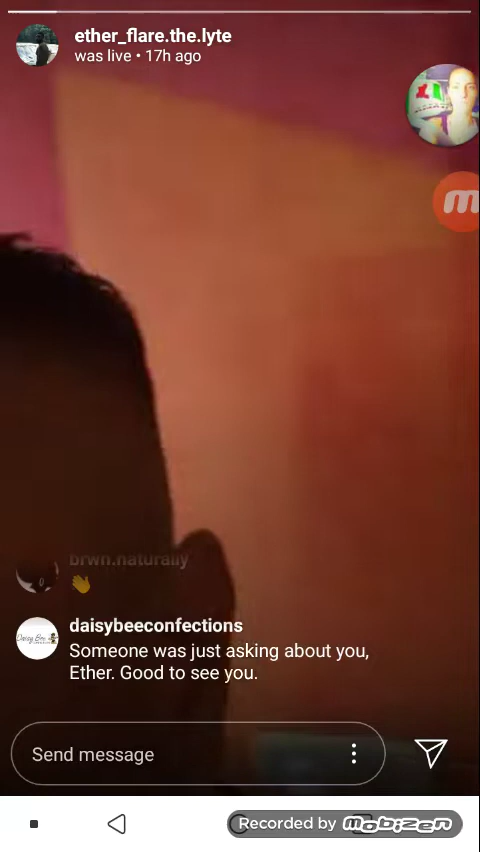 ether_flare.the.lyte
was live • 17h ago
brwn.naturally
👋
daisybeeconfections
Someone was just asking about you,
Ether. Good to see you.
Send message
Recorded by mobizen